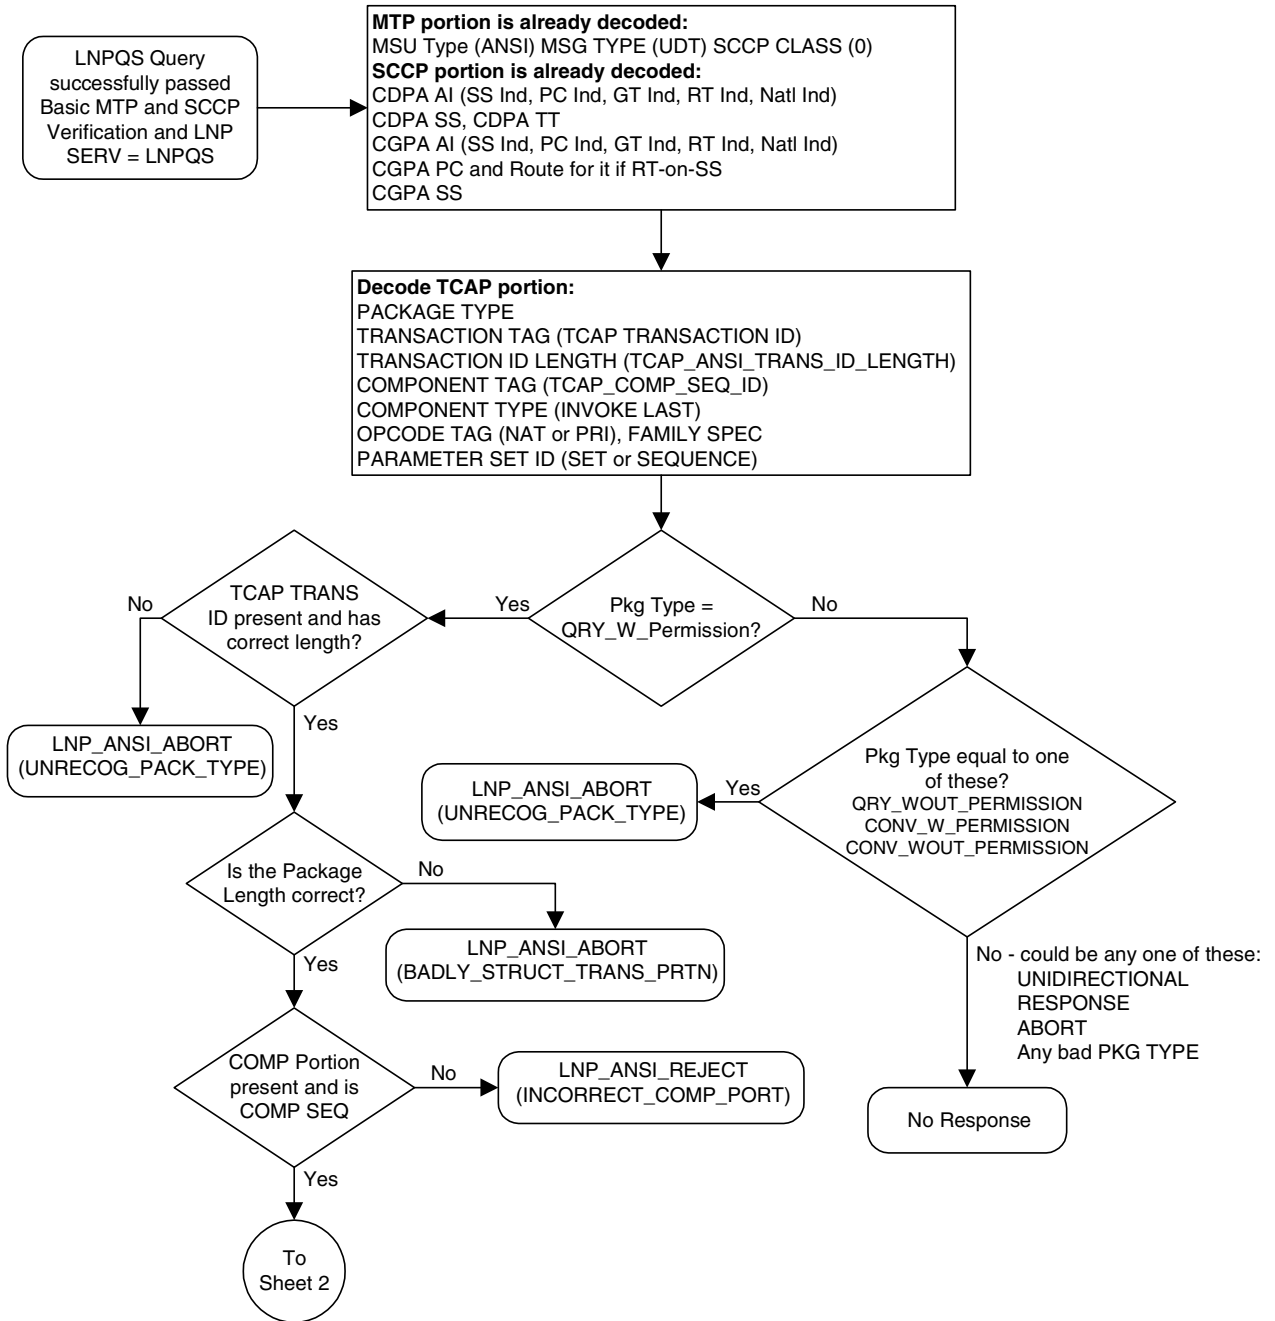 LNPQS Query
successfully passed
Basic MTP and SCCP
Verification and LNP
SERV = LNPQS
MTP portion is already decoded:
MSU Type (ANSI) MSG TYPE (UDT) SCCP CLASS (0)
SCCP portion is already decoded:
CDPA AI (SS Ind, PC Ind, GT Ind, RT Ind, Natl Ind)
CDPA SS, CDPA TT
CGPA AI (SS Ind, PC Ind, GT Ind, RT Ind, Natl Ind)
CGPA PC and Route for it if RT-on-SS
CGPA SS
Decode TCAP portion:
PACKAGE TYPE
TRANSACTION TAG (TCAP TRANSACTION ID)
TRANSACTION ID LENGTH (TCAP_ANSI_TRANS_ID_LENGTH)
COMPONENT TAG (TCAP_COMP_SEQ_ID)
COMPONENT TYPE (INVOKE LAST)
OPCODE TAG (NAT or PRI), FAMILY SPEC
PARAMETER SET ID (SET or SEQUENCE)
Pkg Type =
QRY_W_Permission?
Yes
No
TCAP TRANS
ID present and has
correct length?
No
Yes
LNP_ANSI_ABORT
(UNRECOG_PACK_TYPE)
Pkg Type equal to one
of these?
QRY_WOUT_PERMISSION
CONV_W_PERMISSION
CONV_WOUT_PERMISSION
Yes
LNP_ANSI_ABORT
(UNRECOG_PACK_TYPE)
Is the Package
Length correct?
No
LNP_ANSI_ABORT
(BADLY_STRUCT_TRANS_PRTN)
Yes
No - could be any one of these:
UNIDIRECTIONAL
RESPONSE
ABORT
Any bad PKG TYPE
No Response
COMP Portion
present and is
COMP SEQ
No
LNP_ANSI_REJECT
(INCORRECT_COMP_PORT)
Yes
To
Sheet 2